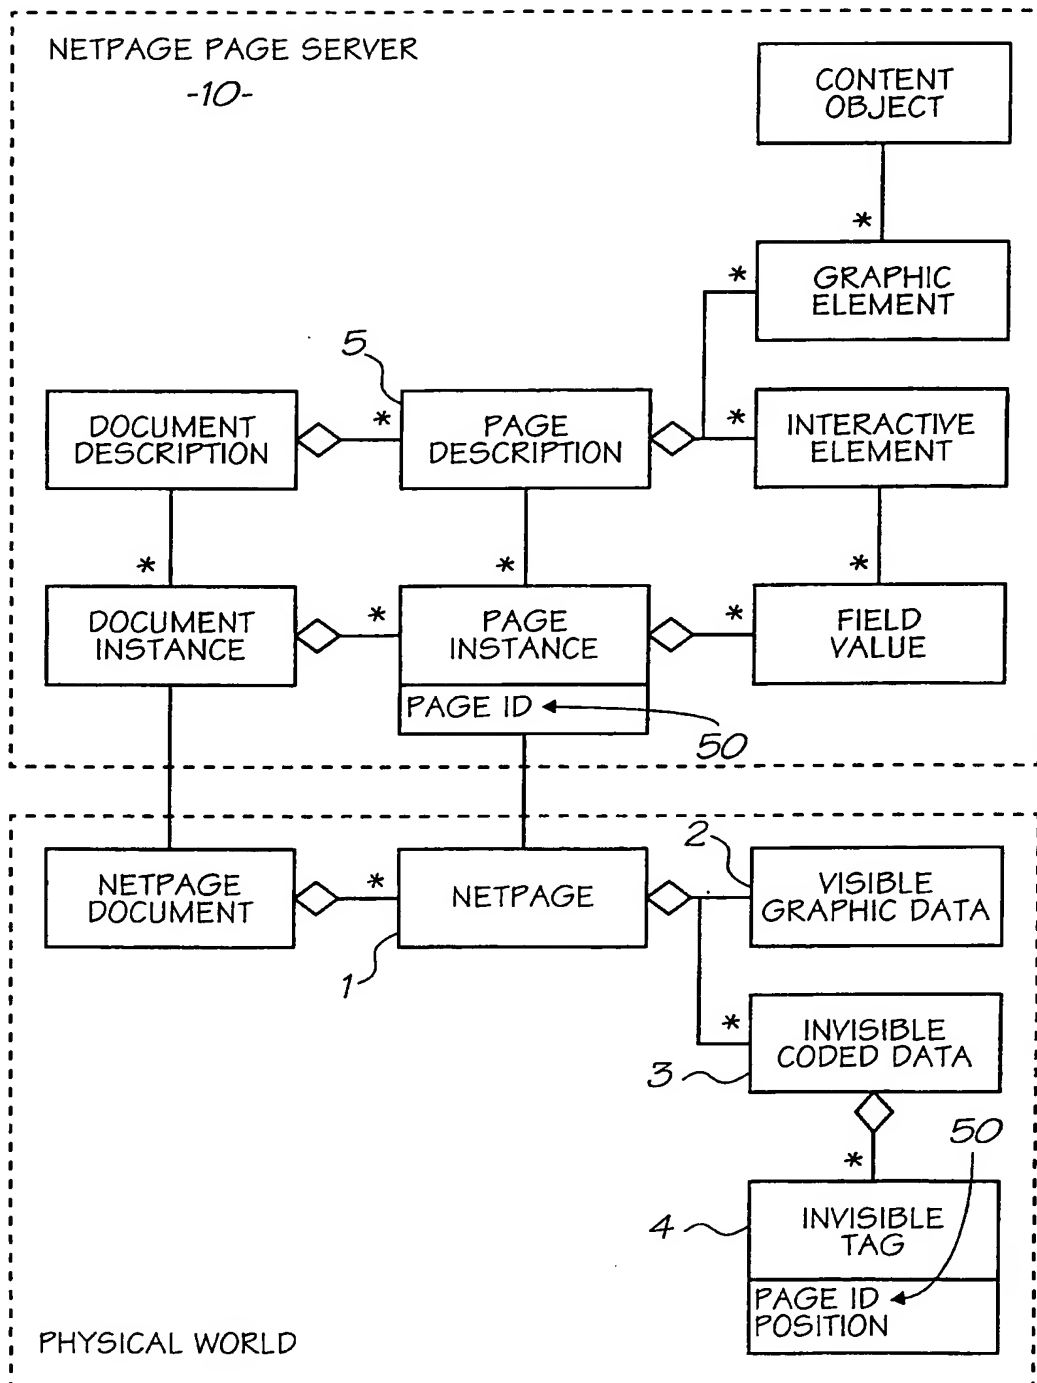 NETPAGE PAGE SERVER
-10-
CONTENT
OBJECT
*
GRAPHIC
ELEMENT
*
5
DOCUMENT
DESCRIPTION
*
PAGE
DESCRIPTION
*
INTERACTIVE
ELEMENT
*
*
*
DOCUMENT
INSTANCE
*
PAGE
INSTANCE
*
FIELD
VALUE
PAGE ID
50
NETPAGE
DOCUMENT
*
NETPAGE
1
2
VISIBLE
GRAPHIC DATA
*
INVISIBLE
CODED DATA
3
*
50
4
INVISIBLE
TAG
PAGE ID
POSITION
PHYSICAL WORLD